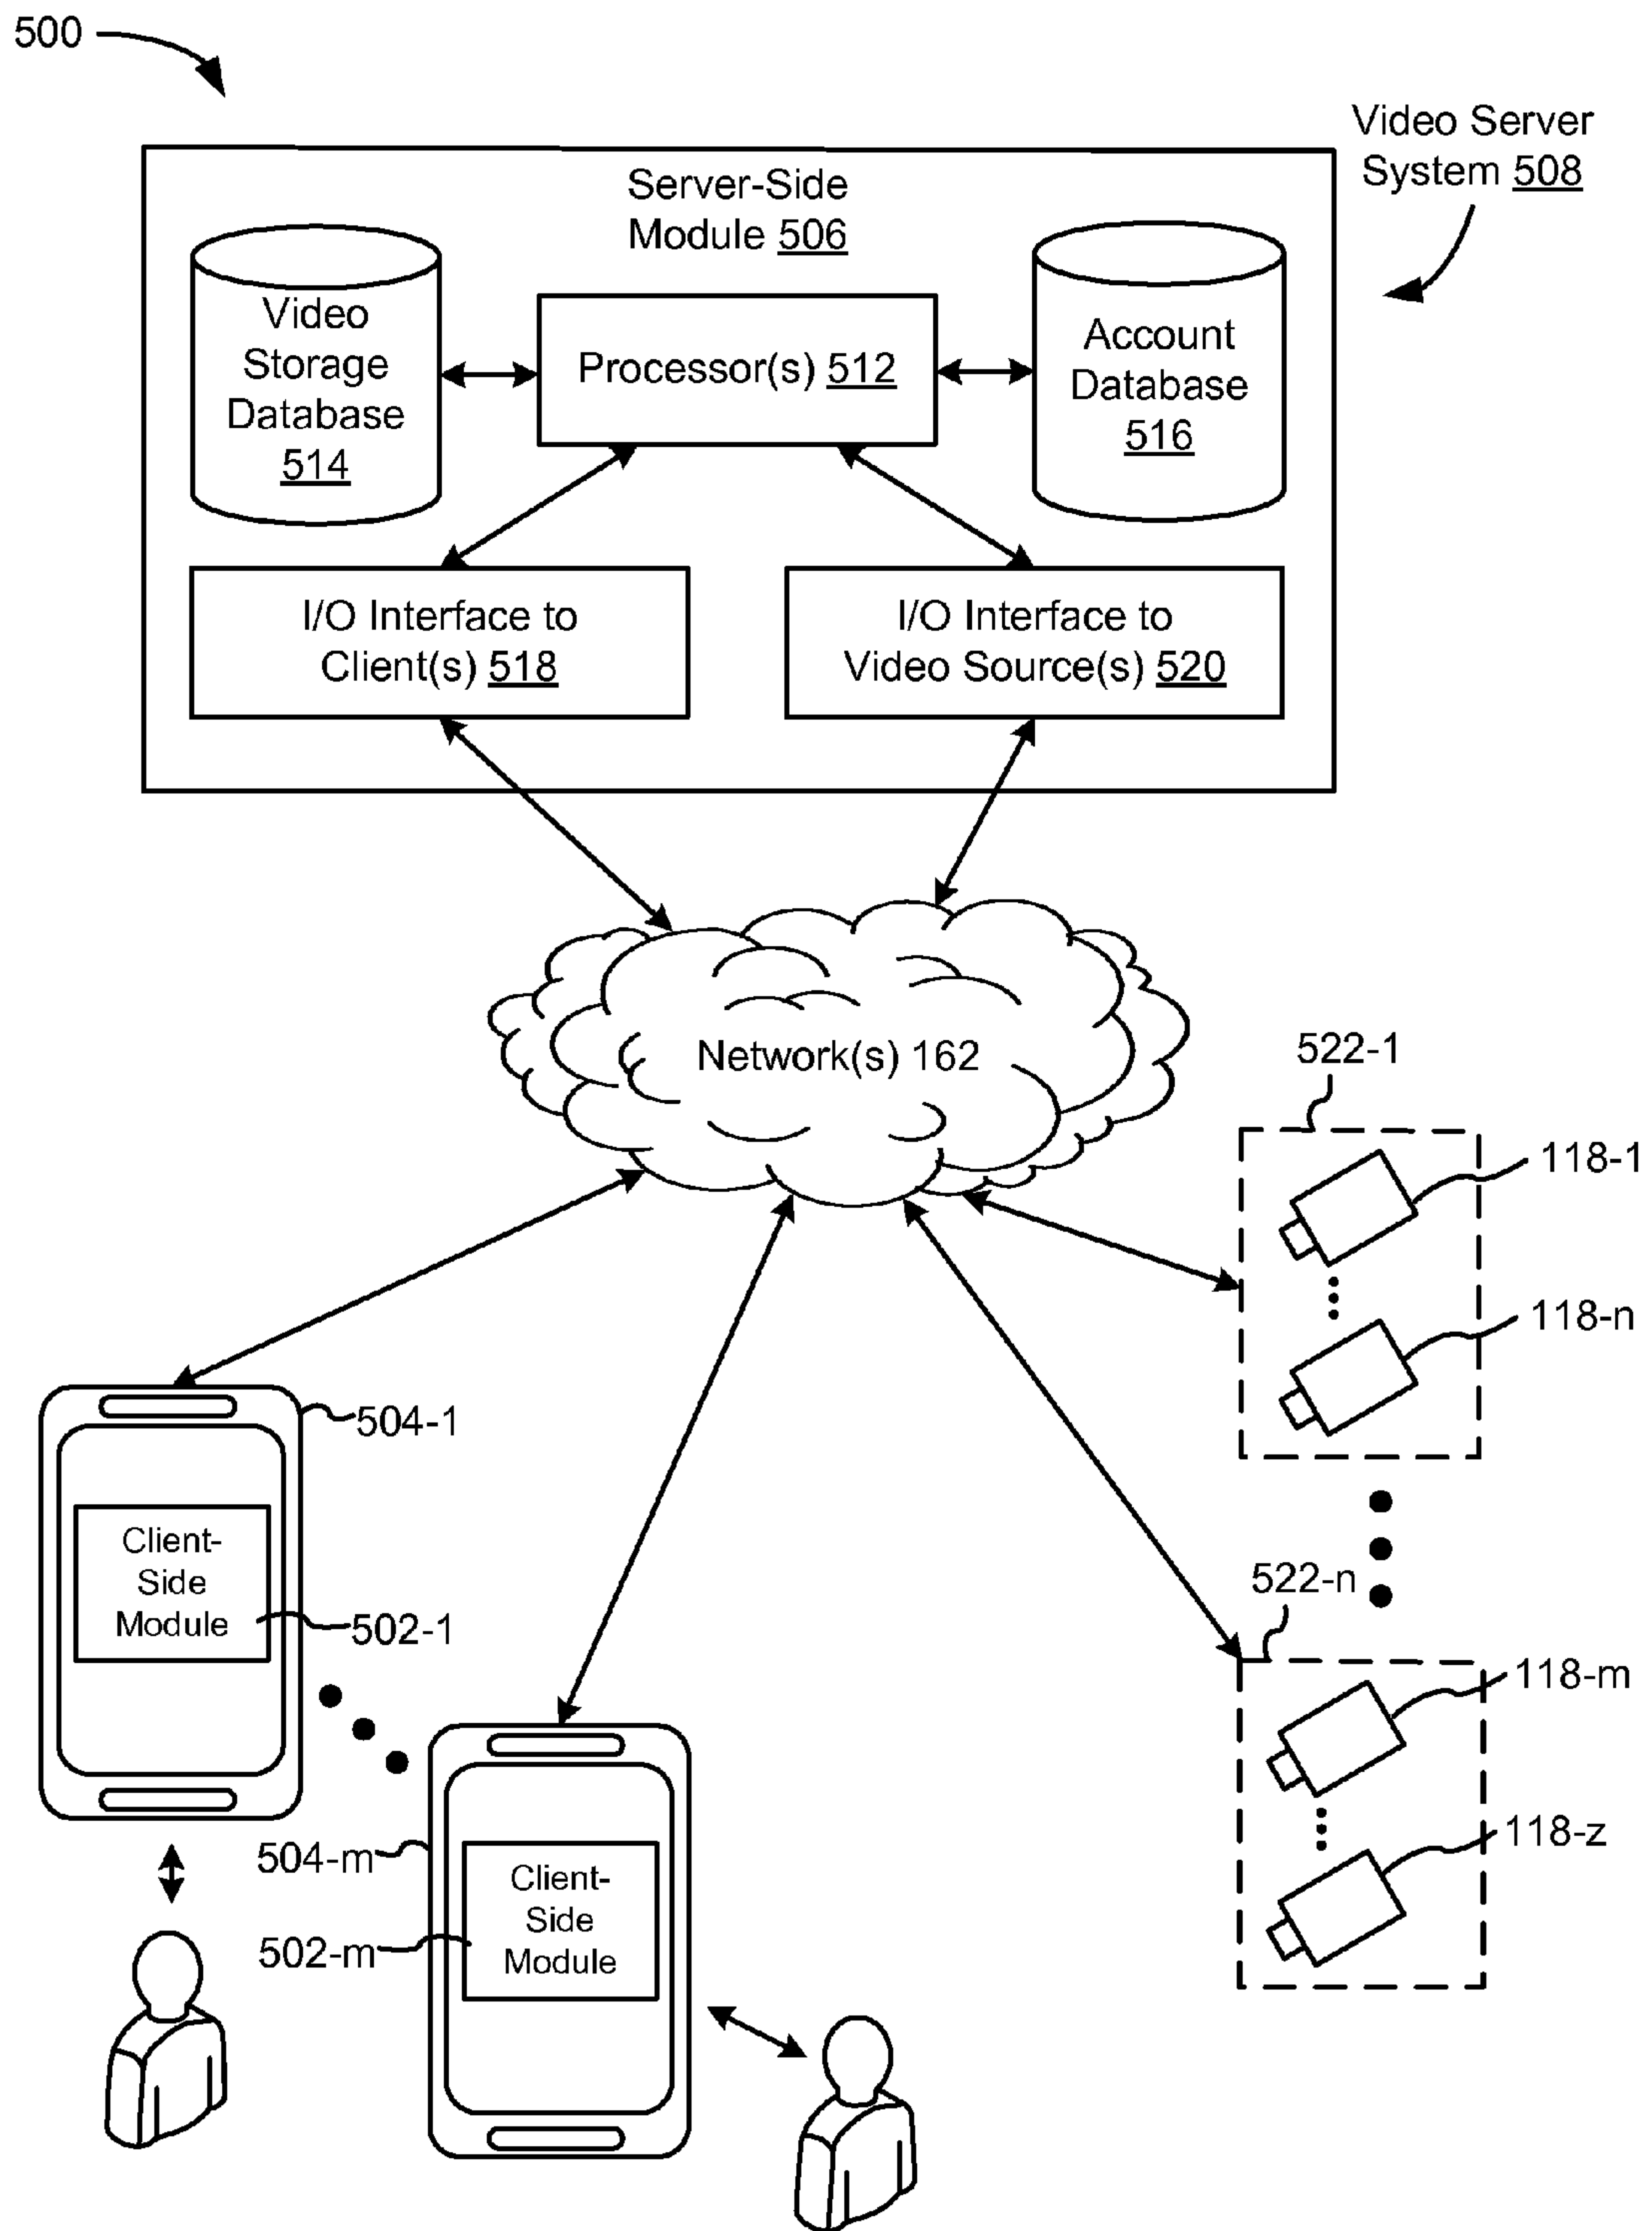 500
Video Server
System 508
Server-Side
Module 506
Video
Storage
Database
514
Processor(s) 512
Account
Database
516
I/O Interface to
Client(s) 518
I/O Interface to
Video Source(s) 520
Network(s) 162
522-1
118-1
118-n
504-1
Client-
Side
Module
502-1
522-n
118-m
118-z
504-m
Client-
Side
Module
502-m